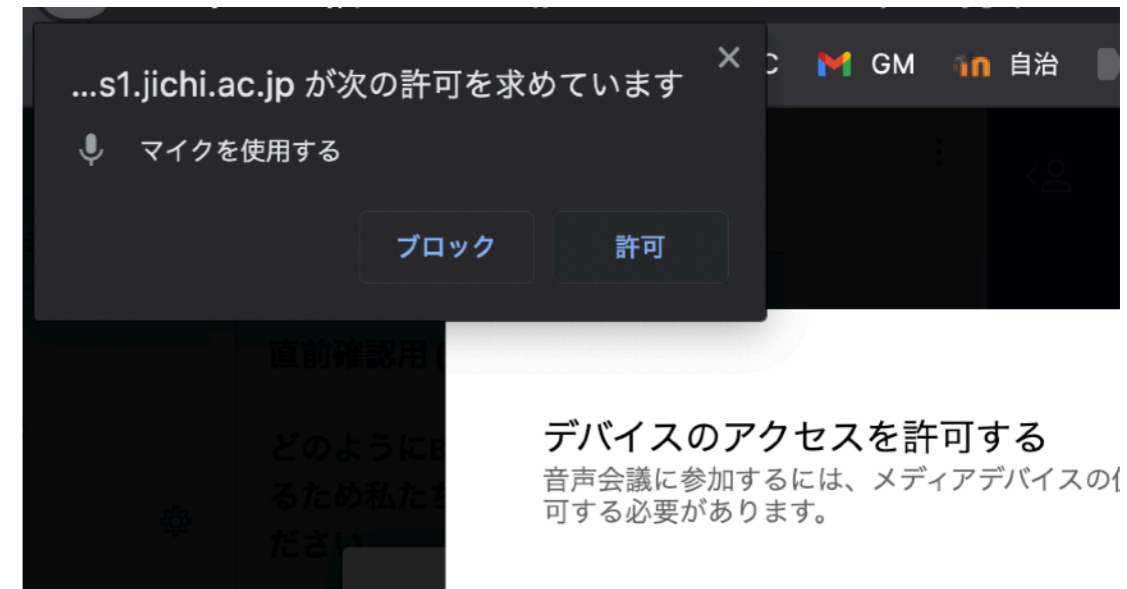 ...s1.jichi.ac.jp が次の許可を求めています
マイクを使用する
ブロック
許可
GM
自治
直前確認用 (
どのようにB
るため私たち
ださい
デバイスのアクセスを許可する
音声会議に参加するには、メディアデバイスの
可する必要があります。